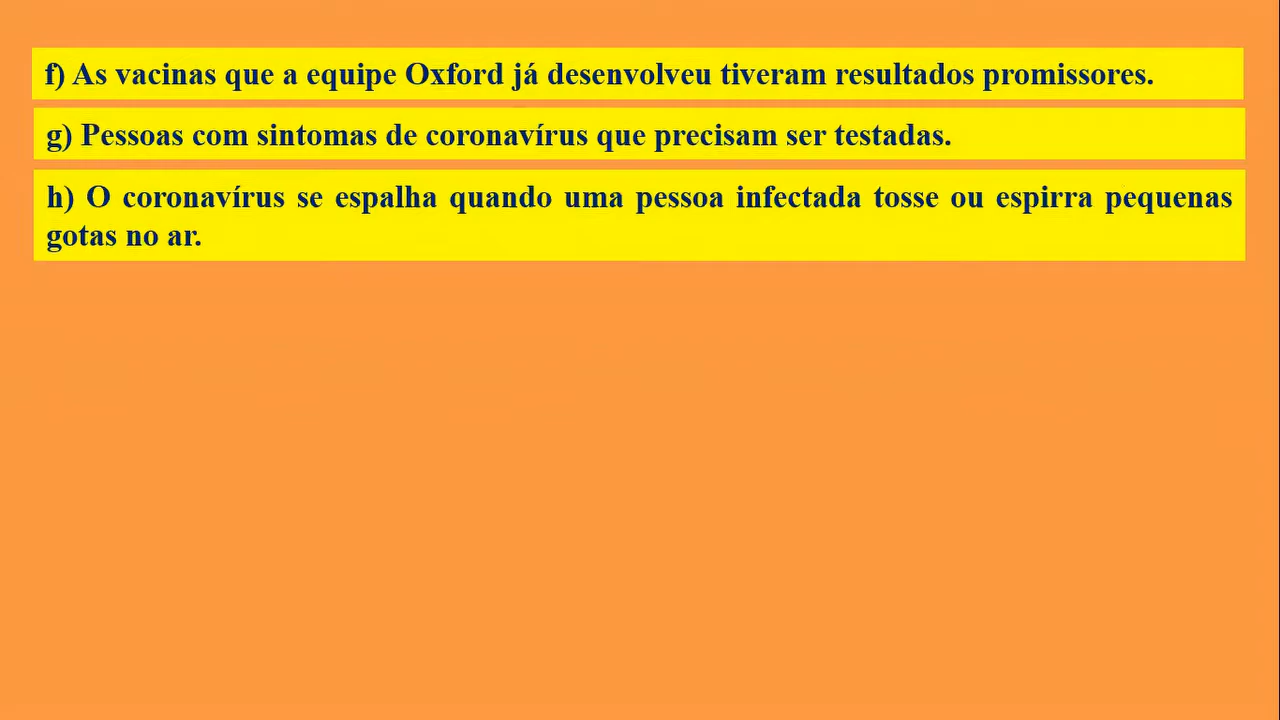 f) As vacinas que a equipe Oxford já desenvolveu tiveram resultados promissores.
g) Pessoas com sintomas de coronavírus que precisam ser testadas.
h) O coronavírus se espalha quando uma pessoa infectada tosse ou espirra pequenas
gotas no ar.